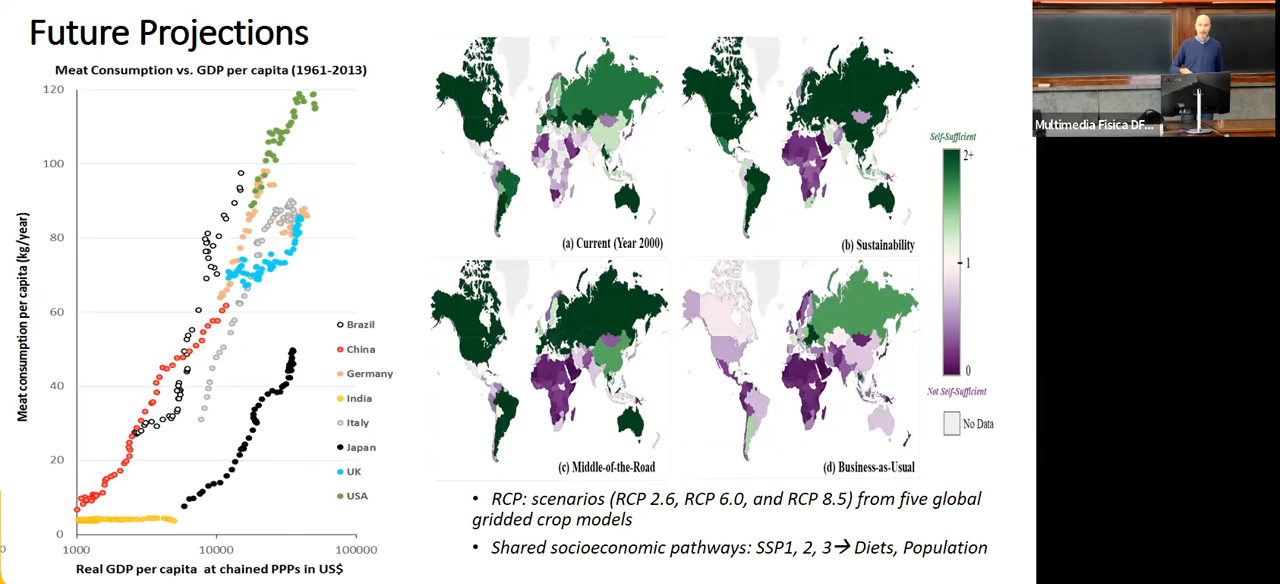 Future Projections
Meat Consumption vs. GDP per capita (1961-2013)
Meat consumption per capita (kg/year)
120
100
80
60
40
20
0
1000
10000
100000
Real GDP per capita at chained PPPs in US$
Brazil
China
Germany
India
Italy
Japan
UK
USA
(a) Current (Year 2000)
(b) Sustainability
(c) Middle-of-the-Road
(d) Business-as-Usual
Self-Sufficient
2+
1
0
Not Self-Sufficient
No Data
• RCP: scenarios (RCP 2.6, RCP 6.0, and RCP 8.5) from five global
gridded crop models
• Shared socioeconomic pathways: SSP1, 2, 3→ Diets, Population
Multimedia Fisica DF...
0